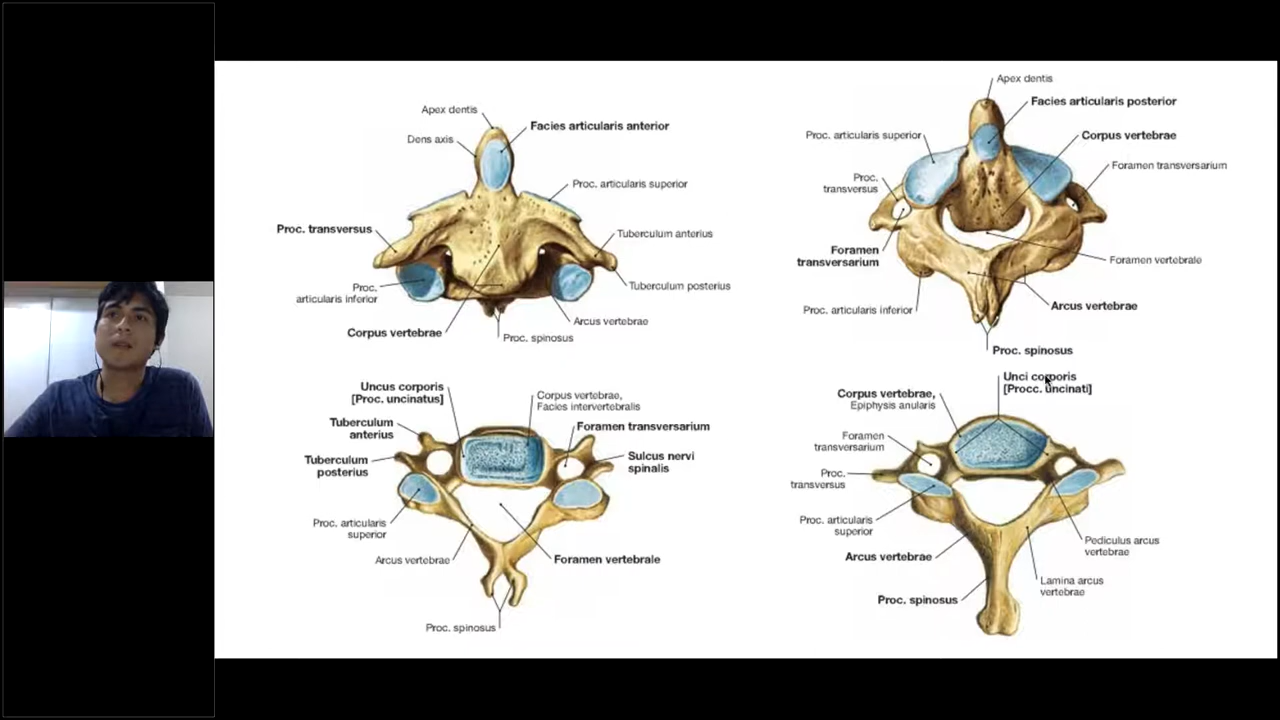 Apex dentis
Dens axis
Facies articularis anterior
Proc. articularis superior
Proc. transversus
Tuberculum anterius
Proc.
articularis inferior
Tuberculum posterius
Corpus vertebrae
Arcus vertebrae
Proc. spinosus
Apex dentis
Facies articularis posterior
Proc. articularis superior
Corpus vertebrae
Foramen transversarium
Proc.
transversus
Foramen
transversarium
Foramen vertebrale
Proc. articularis inferior
Arcus vertebrae
Proc. spinosus
Uncus corporis
[Proc. uncinatus]
Corpus vertebrae,
Facies intervertebralis
Tuberculum
anterius
Foramen transversarium
Tuberculum
posterius
Sulcus nervi
spinalis
Proc. articularis
superior
Arcus vertebrae
Foramen vertebrale
Proc. spinosus
Unci corporis
[Procc. uncinati]
Corpus vertebrae,
Epiphysis anularis
Foramen
transversarium
Proc.
transversus
Proc. articularis
superior
Pediculus arcus
vertebrae
Arcus vertebrae
Lamina arcus
vertebrae
Proc. spinosus